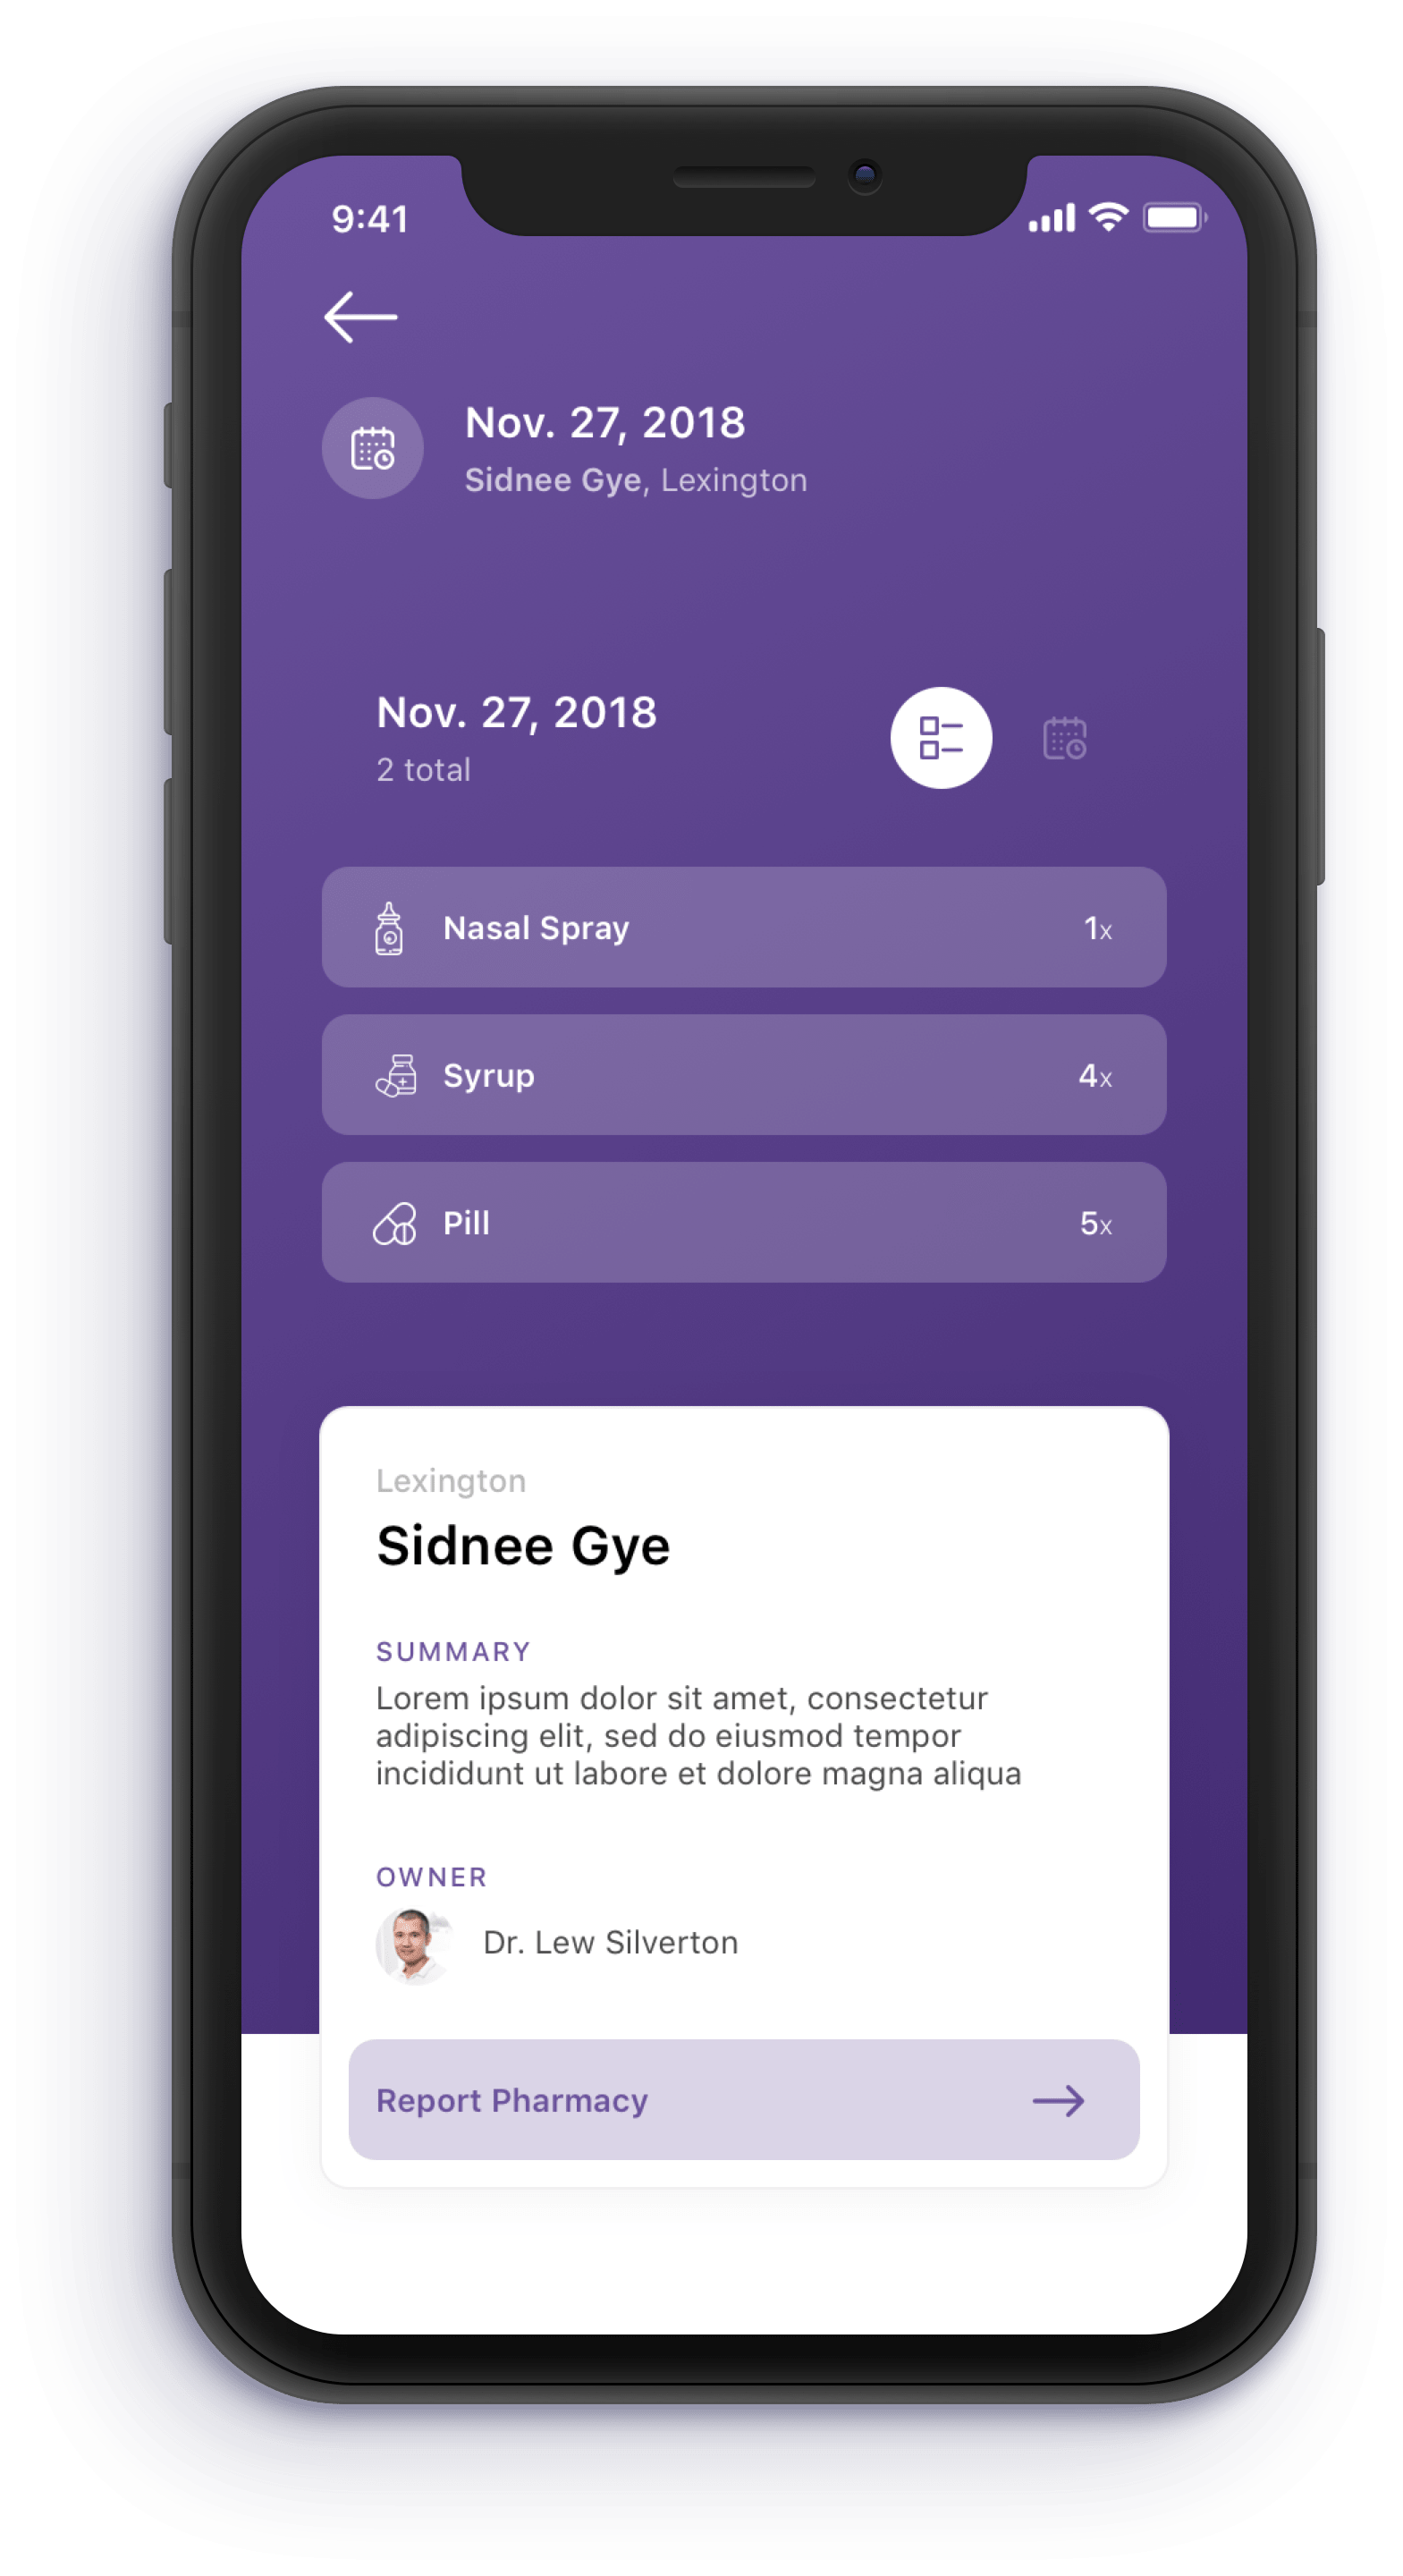 9:41
Nov. 27, 2018
Sidnee Gye, Lexington
Nov. 27, 2018
2 total
Nasal Spray 1x
Syrup 4x
Pill 5x
Lexington
Sidnee Gye
SUMMARY
Lorem ipsum dolor sit amet, consectetur
adipiscing elit, sed do eiusmod tempor
incididunt ut labore et dolore magna aliqua
OWNER
Dr. Lew Silverton
Report Pharmacy